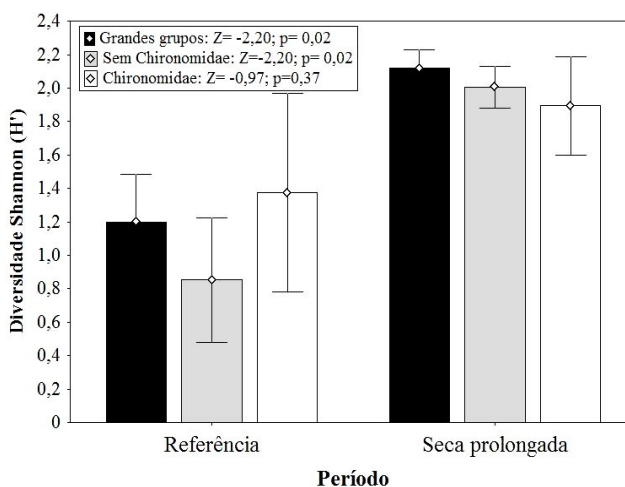 Diversidade Shannon (H')
2,4
2,2
2,0
1,8
1,6
1,4
1,2
1,0
0,8
0,6
0,4
0,2
0
Grandes grupos: Z= -2,20; p= 0,02
Sem Chironomidae: Z=-2,20; p= 0,02
Chironomidae: Z= -0,97; p=0,37
Referência
Seca prolongada
Período